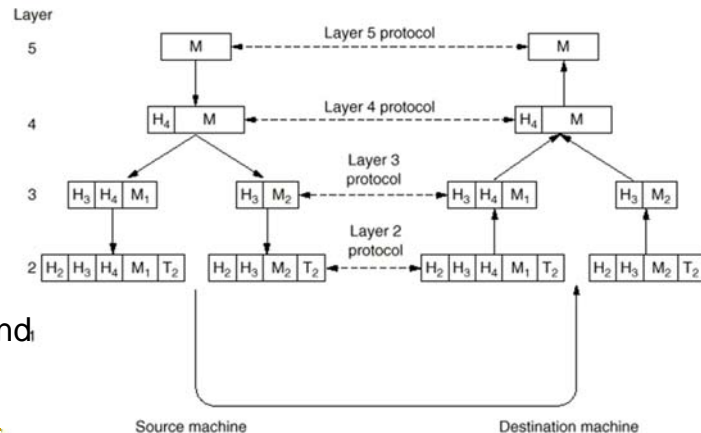 Layer
5 M Layer 5 protocol M
4 H₄ M Layer 4 protocol H₄ M
Layer 3
protocol
3 H₃ H₄ M₁ H₃ M₂ H₃ H₄ M₁ H₃ M₂
Layer 2
protocol
2 H₂ H₃ H₄ M₁ T₂ H₂ H₃ M₂ T₂ H₂ H₃ H₄ M₁ T₂ H₂ H₃ M₂ T₂
Source machine Destination machine